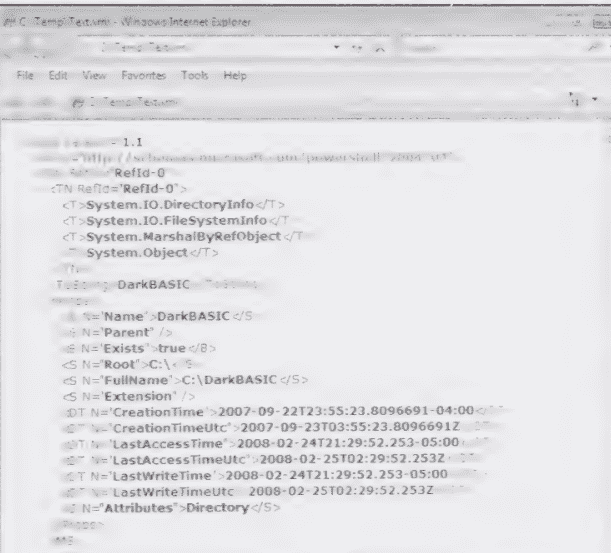 C:\Temp\Test.xml - Windows Internet Explorer
File Edit View Favorites Tools Help
C:\Temp\Test.xml
- 1.1
"RefId-0
<TN RefId="RefId-0">
<T>System.IO.DirectoryInfo</T>
<T>System.IO.FileSystemInfo</T
<T>System.MarshalByRefObject</T
System.Object</T>
DarkBASIC
N="Name">DarkBASIC</S
N="Parent" />
N="Exists">true</B>
<S N="Root">C:\<
<S N="FullName">C:\DarkBASIC</S>
<S N="Extension" />
DT N="CreationTime">2007-09-22T23:55:23.8096691-04:00</
"CreationTimeUtc">2007-09-23T03:55:23.8096691Z
"LastAccessTime">2008-02-24T21:29:52.253-05:00
N="LastAccessTimeUtc">2008-02-25T02:29:52.253Z
T N="LastWriteTime">2008-02-24T21:29:52.253-05:00
"LastWriteTimeUtc 2008-02-25T02:29:52.253Z
N="Attributes">Directory</S>